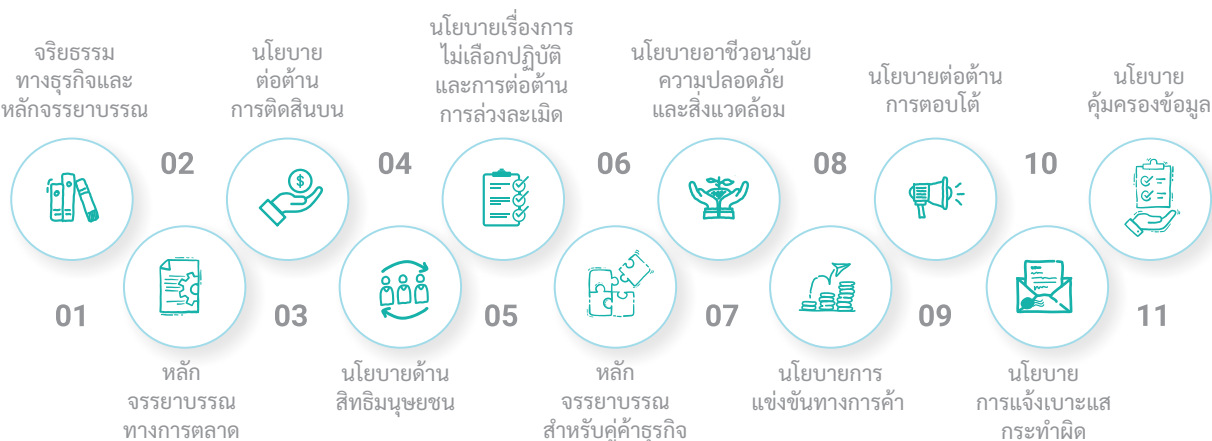 จริยธรรม
ทางธุรกิจและ
หลักจรรยาบรรณ
01
02
หลัก
จรรยาบรรณ
ทางการตลาด
นโยบาย
ต่อต้าน
การติดสินบน
03
04
นโยบายด้าน
สิทธิมนุษยชน
นโยบายเรื่องการ
ไม่เลือกปฏิบัติ
และการต่อต้าน
การล่วงละเมิด
05
06
หลัก
จรรยาบรรณ
สำหรับคู่ค้าธุรกิจ
นโยบายอาชีวอนามัย
ความปลอดภัย
และสิ่งแวดล้อม
07
08
นโยบายการ
แข่งขันทางการค้า
นโยบายต่อต้าน
การตอบโต้
09
10
นโยบาย
การแจ้งเบาะแส
กระทำผิด
นโยบาย
คุ้มครองข้อมูล
11